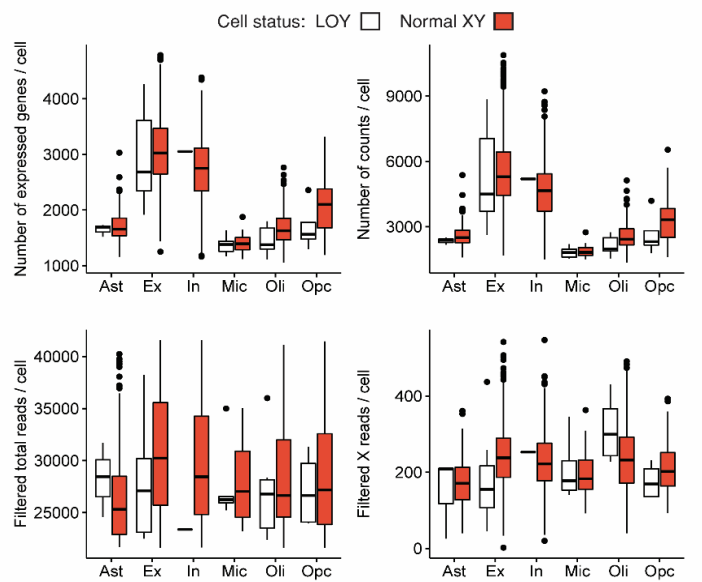 Cell status: LOY Normal XY
Number of expressed genes / cell
4000
3000
2000
1000
Ast Ex In Mic Oli Opc
Number of counts / cell
9000
6000
3000
Ast Ex In Mic Oli Opc
Filtered total reads / cell
40000
35000
30000
25000
Ast Ex In Mic Oli Opc
Filtered X reads / cell
400
200
0
Ast Ex In Mic Oli Opc